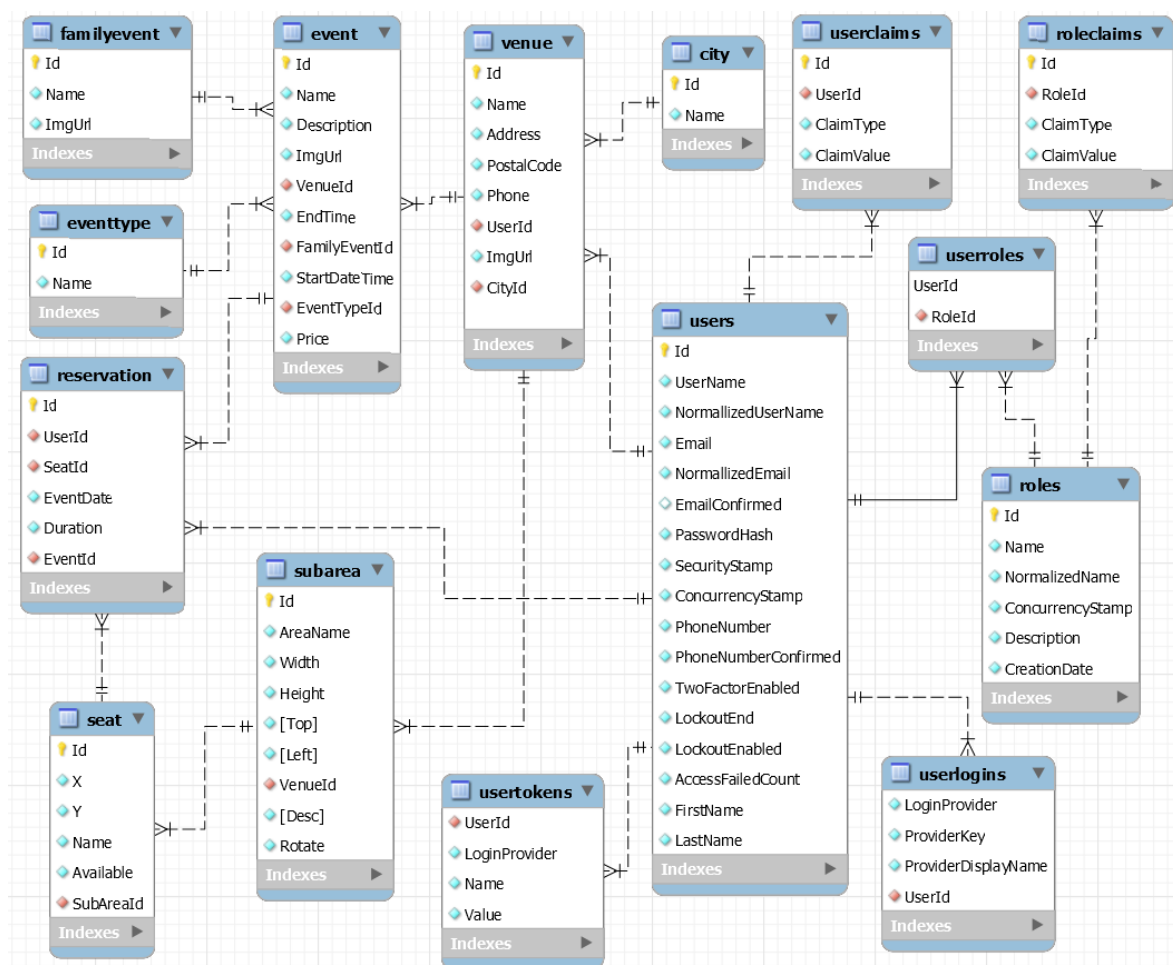 familyevent
Id
Name
ImgUrl
Indexes
event
Id
Name
Description
ImgUrl
VenueId
EndTime
FamilyEventId
StartDateTime
EventTypeId
Price
Indexes
venue
Id
Name
Address
PostalCode
Phone
UserId
ImgUrl
CityId
Indexes
city
Id
Name
Indexes
userclaims
Id
UserId
ClaimType
ClaimValue
Indexes
roleclaims
Id
RoleId
ClaimType
ClaimValue
Indexes
eventtype
Id
Name
Indexes
userroles
UserId
RoleId
Indexes
users
Id
UserName
NormallizedUserName
Email
NormallizedEmail
EmailConfirmed
PasswordHash
SecurityStamp
ConcurrencyStamp
PhoneNumber
PhoneNumberConfirmed
TwoFactorEnabled
LockoutEnd
LockoutEnabled
AccessFailedCount
FirstName
LastName
Indexes
reservation
Id
UserId
SeatId
EventDate
Duration
EventId
Indexes
roles
Id
Name
NormalizedName
ConcurrencyStamp
Description
CreationDate
Indexes
subarea
Id
AreaName
Width
Height
[Top]
[Left]
VenueId
[Desc]
Rotate
Indexes
seat
Id
X
Y
Name
Available
SubAreaId
Indexes
usertokens
UserId
LoginProvider
Name
Value
Indexes
userlogins
LoginProvider
ProviderKey
ProviderDisplayName
UserId
Indexes